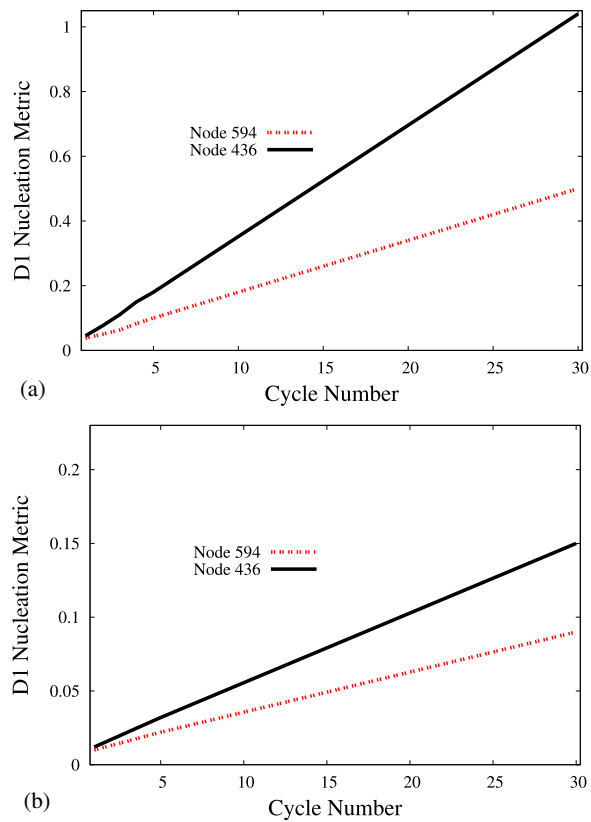 1
0.8
0.6
0.4
0.2
0
D1 Nucleation Metric
Node 594
Node 436
5 10 15 20 25 30
Cycle Number
(a)
0.2
0.15
0.1
0.05
0
D1 Nucleation Metric
Node 594
Node 436
5 10 15 20 25 30
Cycle Number
(b)